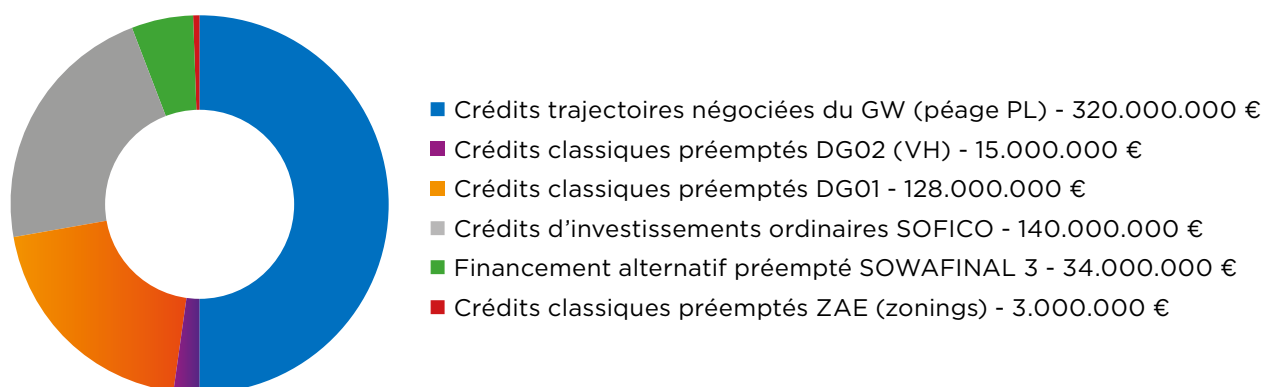 Crédits trajectoires négociées du GW (péage PL) - 320.000.000 €
Crédits classiques préemptés DG02 (VH) - 15.000.000 €
Crédits classiques préemptés DG01 - 128.000.000 €
Crédits d’investissements ordinaires SOFICO - 140.000.000 €
Financement alternatif préempté SOWAFINAL 3 - 34.000.000 €
Crédits classiques préemptés ZAE (zonings) - 3.000.000 €